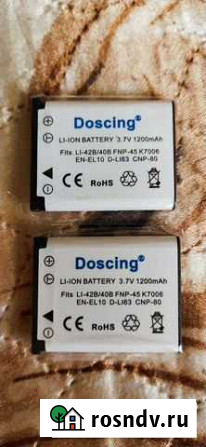 Doscing®
LI-ION BATTERY 3.7V 1200mAh
Fits LI-42B/40B FNP-45 K7006
EN-EL10 D-LI63 CNP-80
CE RoHS
Doscing®
LI-ION BATTERY 3.7V 1200mAh
Fits LI-42B/40B FNP-45 K7006
EN-EL10 D-LI63 CNP-80
CE RoHS
rosndv.ru